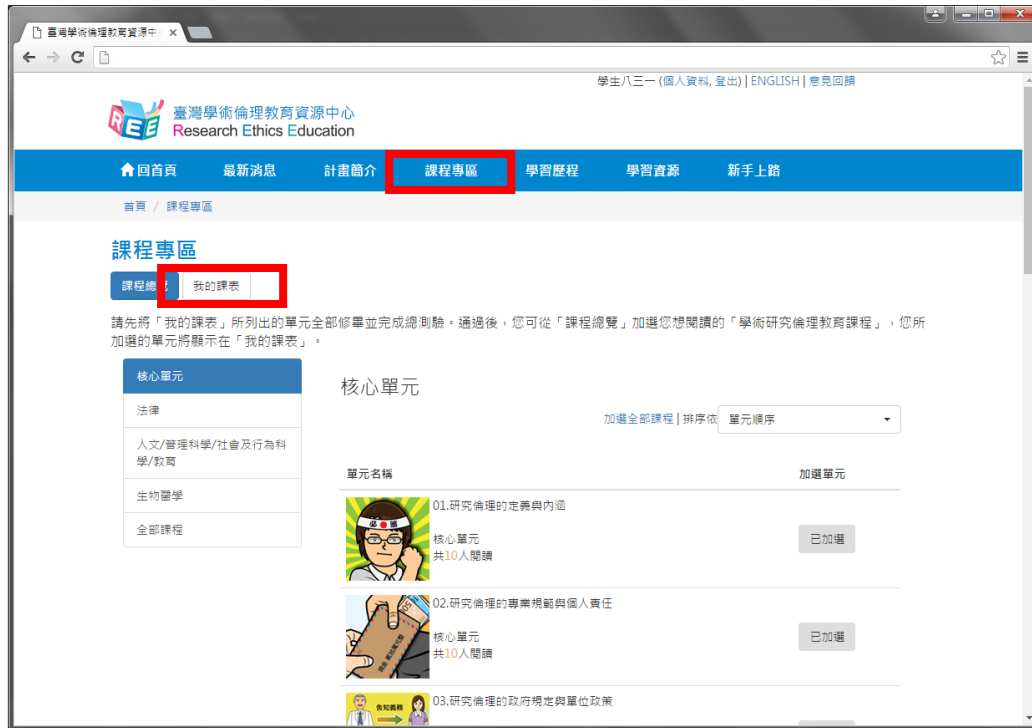 臺灣學術倫理教育資源中
學生八三一 (個人資料, 登出) | ENGLISH | 意見回饋
REE
臺灣學術倫理教育資源中心
Research Ethics Education
回首頁 最新消息 計畫簡介 課程專區 學習歷程 學習資源 新手上路
首頁 / 課程專區
課程專區
課程總覽 我的課表
請先將「我的課表」所列出的單元全部修畢並完成總測驗。通過後,您可從「課程總覽」加選您想閱讀的「學術研究倫理教育課程」,您所
加選的單元將顯示在「我的課表」。
核心單元
法律
人文/管理科學/社會及行為科
學/教育
生物醫學
全部課程
核心單元
加選全部課程 | 排序依 單元順序
單元名稱 加選單元
必勝
01.研究倫理的定義與內涵
核心單元
共10人閱讀
已加選
02.研究倫理的專業規範與個人責任
核心單元
共10人閱讀
已加選
03.研究倫理的政府規定與單位政策
告知義務